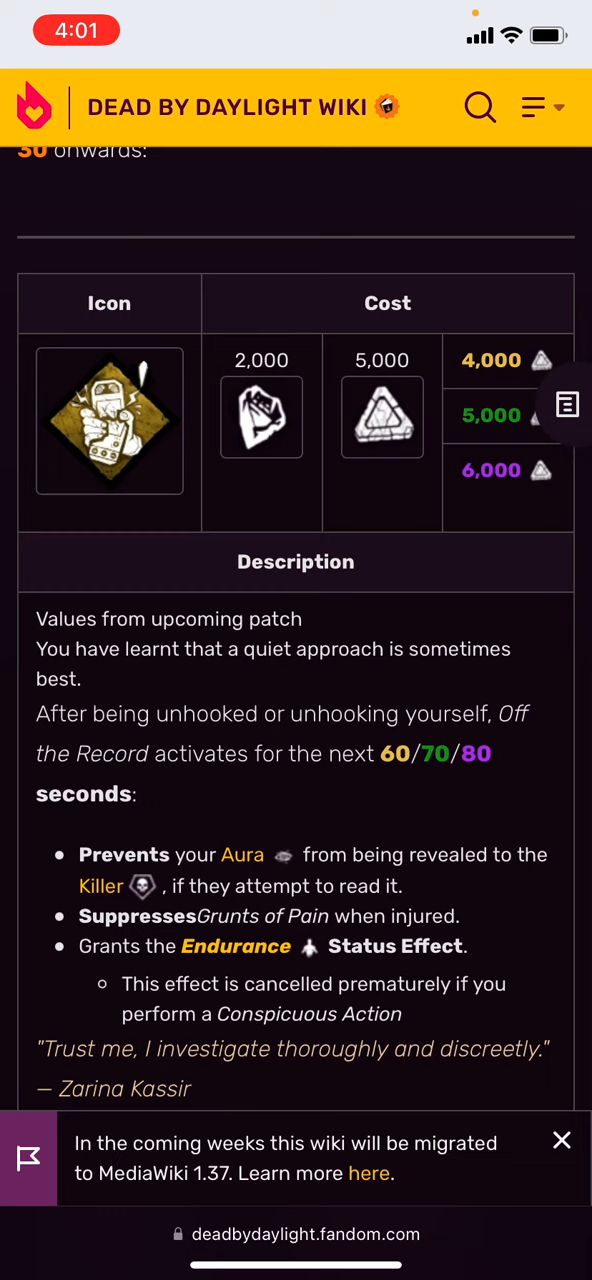 4:01
DEAD BY DAYLIGHT WIKI
30 onwards:
Icon
Cost
2,000
5,000
4,000
5,000
6,000
Description
Values from upcoming patch
You have learnt that a quiet approach is sometimes
best.
After being unhooked or unhooking yourself, Off
the Record activates for the next 60/70/80
seconds:
• Prevents your Aura from being revealed to the
Killer , if they attempt to read it.
• SuppressesGrunts of Pain when injured.
• Grants the Endurance Status Effect.
○ This effect is cancelled prematurely if you
perform a Conspicuous Action
"Trust me, I investigate thoroughly and discreetly."
— Zarina Kassir
In the coming weeks this wiki will be migrated
to MediaWiki 1.37. Learn more here.
deadbydaylight.fandom.com